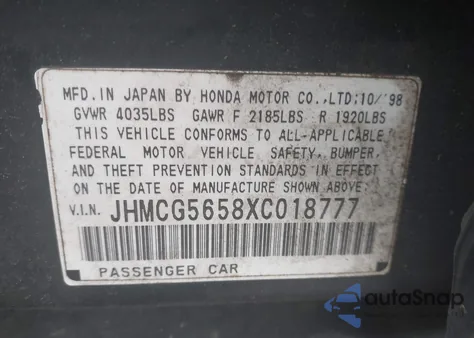 MFD. IN JAPAN BY HONDA MOTOR CO., LTD; 10/ '98
GVWR 4035LBS GAWR F 2185LBS R 1920LBS
THIS VEHICLE CONFORMS TO ALL-APPLICABLE
FEDERAL MOTOR VEHICLE SAFETY, BUMPER,
AND THEFT PREVENTION STANDARDS IN EFFECT
ON THE DATE OF MANUFACTURE SHOWN ABOVE.
V.I.N. JHMCG5658XC018777
PASSENGER CAR
autoSnap